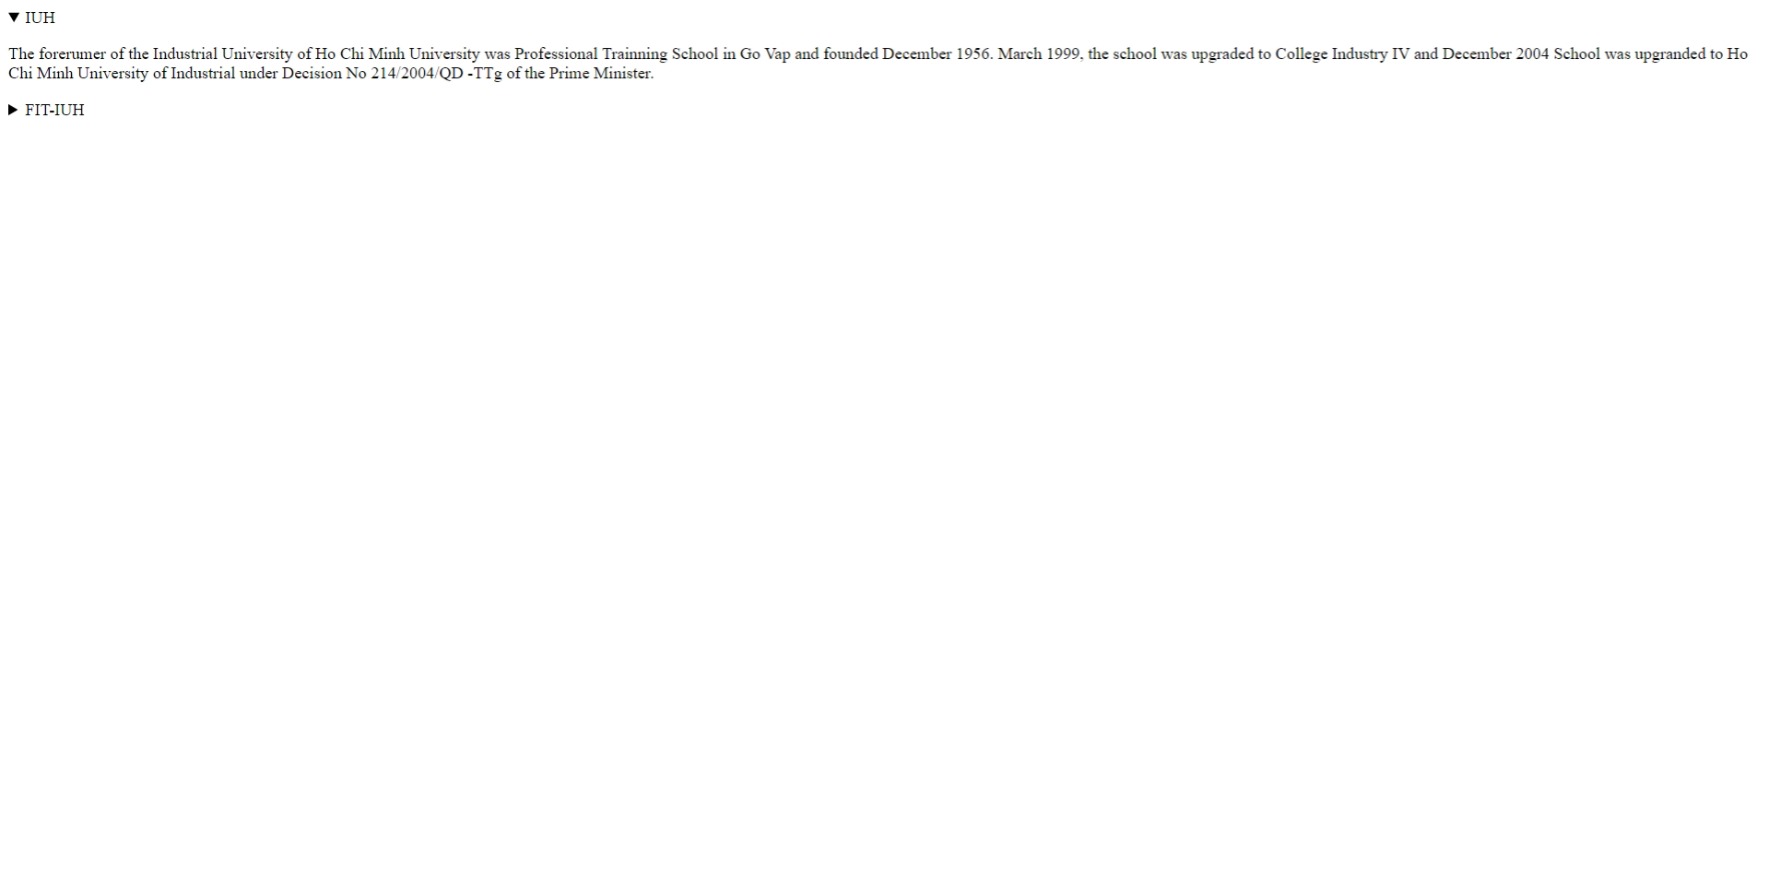 IUH
The forerumer of the Industrial University of Ho Chi Minh University was Professional Trainning School in Go Vap and founded December 1956. March 1999, the school was upgraded to College Industry IV and December 2004 School was upgranded to Ho
Chi Minh University of Industrial under Decision No 214/2004/QD -TTg of the Prime Minister.
FIT-IUH